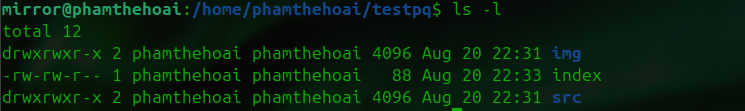 mirror@phamthehoai:/home/phamthehoai/testpq$ ls -l
total 12
drwxrwxr-x 2 phamthehoai phamthehoai 4096 Aug 20 22:31 img
-rw-rw-r-- 1 phamthehoai phamthehoai   88 Aug 20 22:33 index
drwxrwxr-x 2 phamthehoai phamthehoai 4096 Aug 20 22:31 src